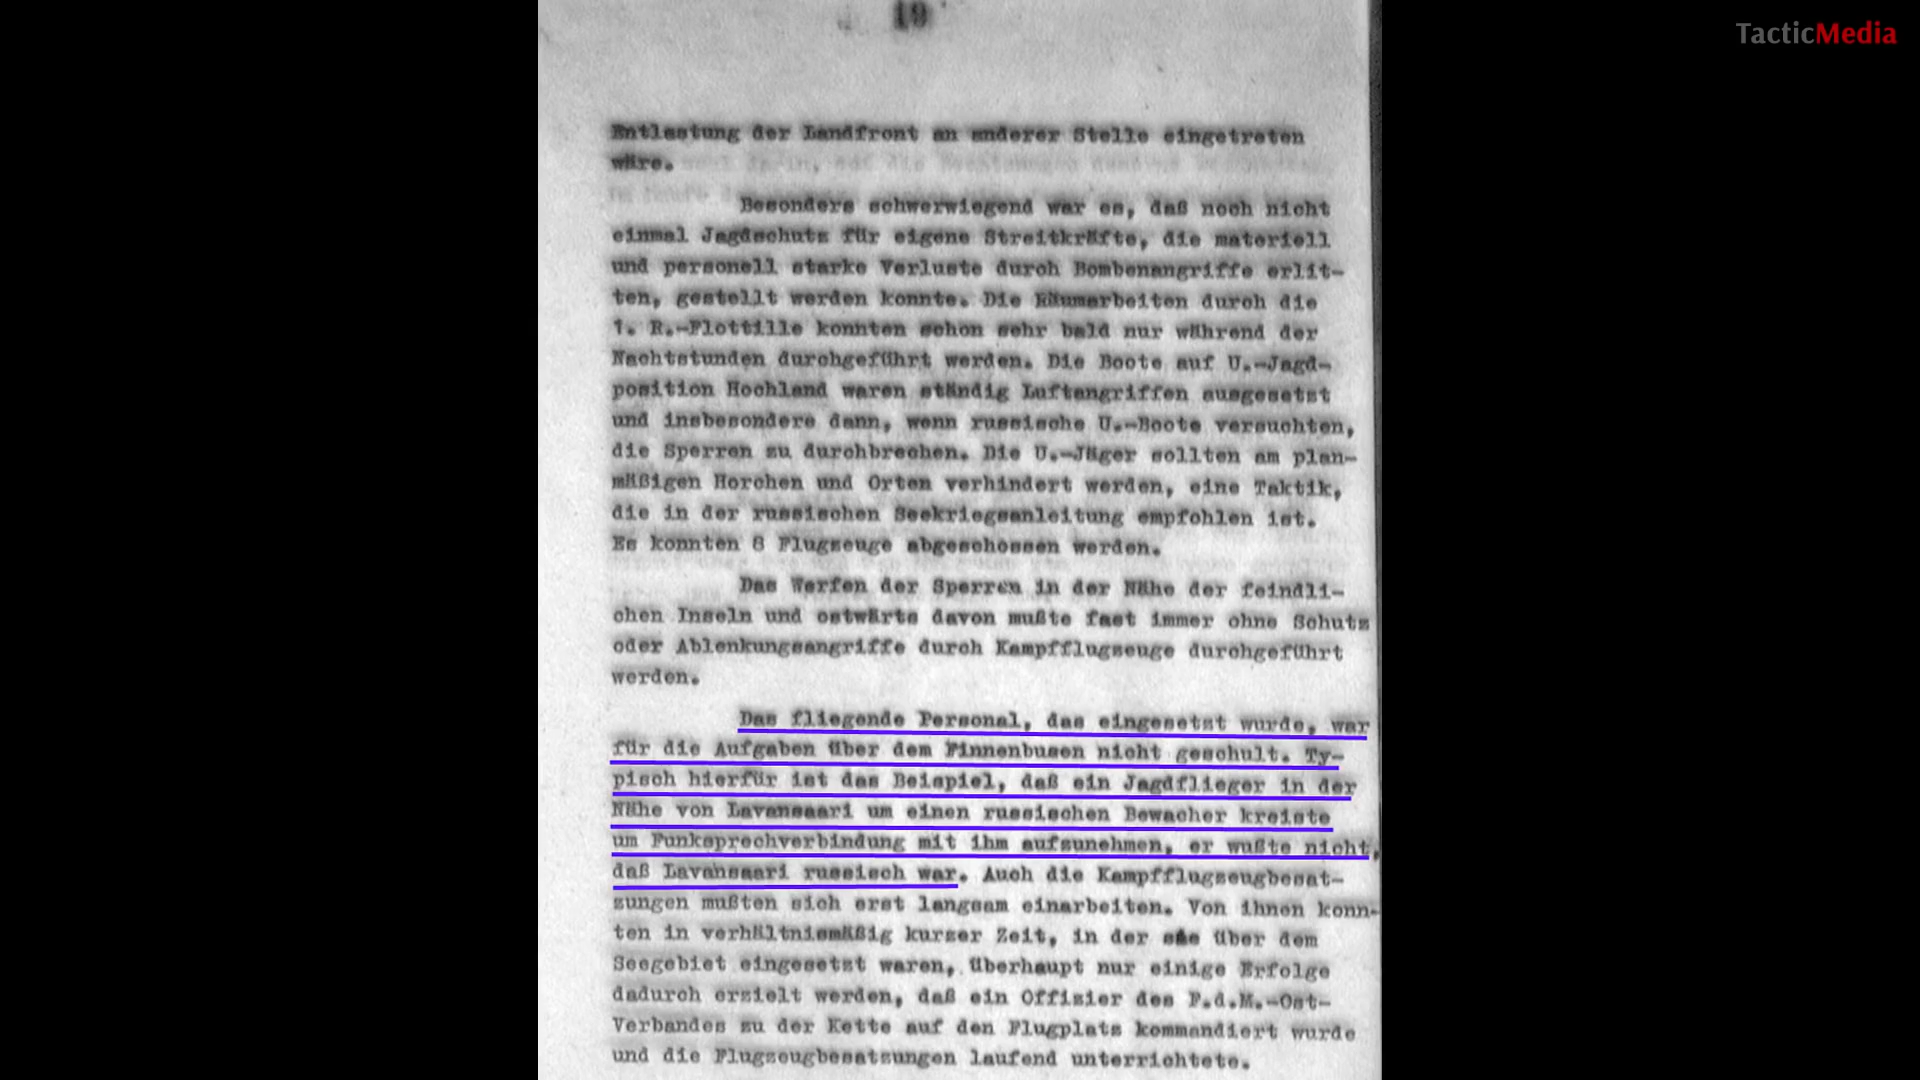 19
TacticMedia
Entlastung der Landfront an anderer Stelle eingetreten
wäre.
Besonders schwerwiegend war es, daß noch nicht
einmal Jagdschutz für eigene Streitkräfte, die materiell
und personell starke Verluste durch Bombenangriffe erlit-
ten, gestellt werden konnte. Die Räumarbeiten durch die
1. R.-Flottille konnten schon sehr bald nur während der
Nachtstunden durchgeführt werden. Die Boote auf U.-Jagd-
position Hochland waren ständig Luftangriffen ausgesetzt
und insbesondere dann, wenn russische U.-Boote versuchten,
die Sperren zu durchbrechen. Die U.-Jäger sollten am plan-
mäßigen Horchen und Orten verhindert werden, eine Taktik,
die in der russischen Seekriegsanleitung empfohlen ist.
Es konnten 8 Flugzeuge abgeschossen werden.
Das Werfen der Sperren in der Nähe der feindli-
chen Inseln und ostwärts davon mußte fast immer ohne Schutz
oder Ablenkungsangriffe durch Kampfflugzeuge durchgeführt
werden.
Das fliegende Personal, das eingesetzt wurde, war
für die Aufgaben über dem Finnenbusen nicht geschult. Ty-
pisch hierfür ist das Beispiel, daß ein Jagdflieger in der
Nähe von Lavansaari um einen russischen Bewacher kreiste
um Funksprechverbindung mit ihm aufzunehmen, er wußte nicht,
daß Lavansaari russisch war. Auch die Kampfflugzeugbesat-
zungen mußten sich erst langsam einarbeiten. Von ihnen konn-
ten in verhältnismäßig kurzer Zeit, in der sie über dem
Seegebiet eingesetzt waren, überhaupt nur einige Erfolge
dadurch erzielt werden, daß ein Offizier des F.d.M.-Ost-
Verbandes zu der Kette auf den Flugplatz kommandiert wurde
und die Flugzeugbesatzungen laufend unterrichtete.